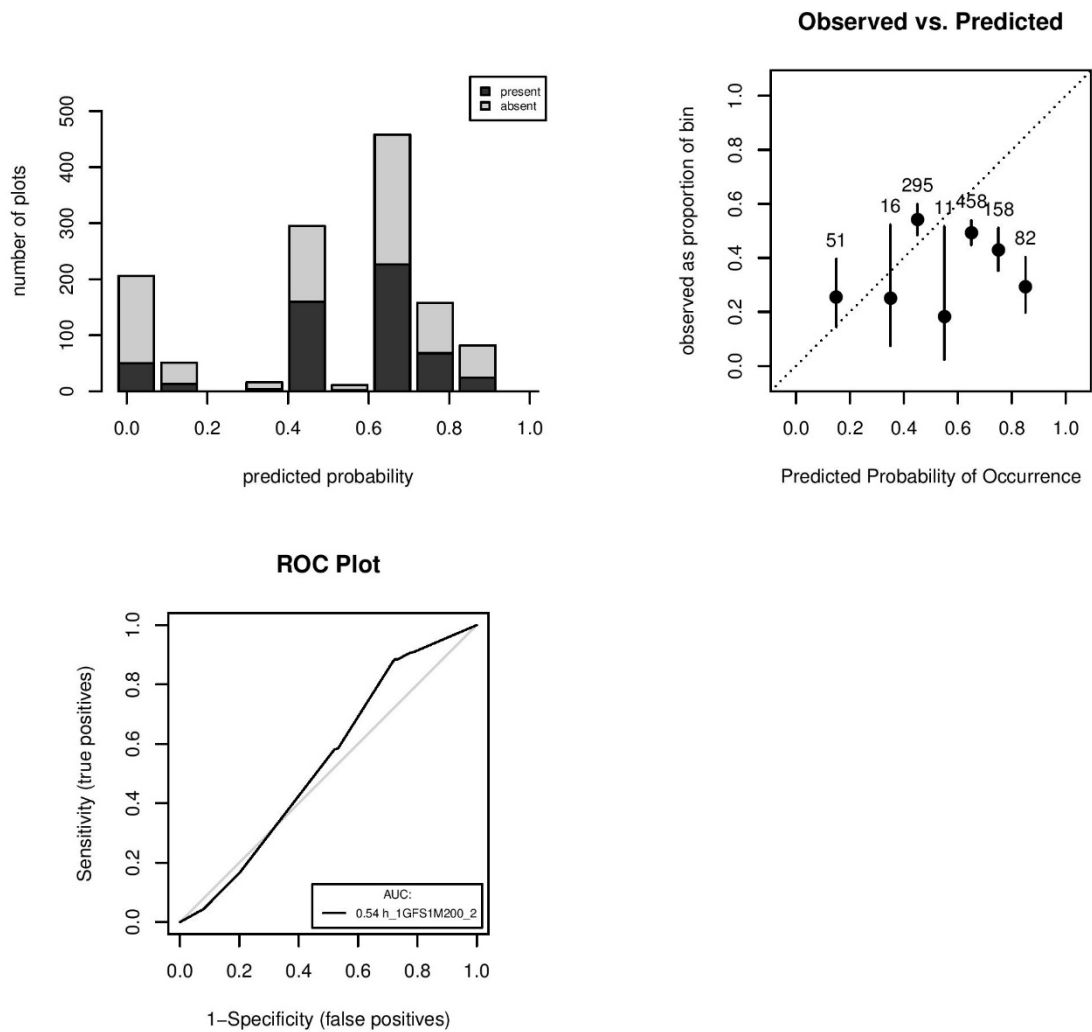 present
absent
number of plots
0 100 200 300 400 500
0.0 0.2 0.4 0.6 0.8 1.0
predicted probability
Observed vs. Predicted
observed as proportion of bin
0.0 0.2 0.4 0.6 0.8 1.0
51 16 295 11 458 158 82
0.0 0.2 0.4 0.6 0.8 1.0
Predicted Probability of Occurrence
ROC Plot
Sensitivity (true positives)
0.0 0.2 0.4 0.6 0.8 1.0
AUC:
0.54 h_1GFS1M200_2
0.0 0.2 0.4 0.6 0.8 1.0
1−Specificity (false positives)